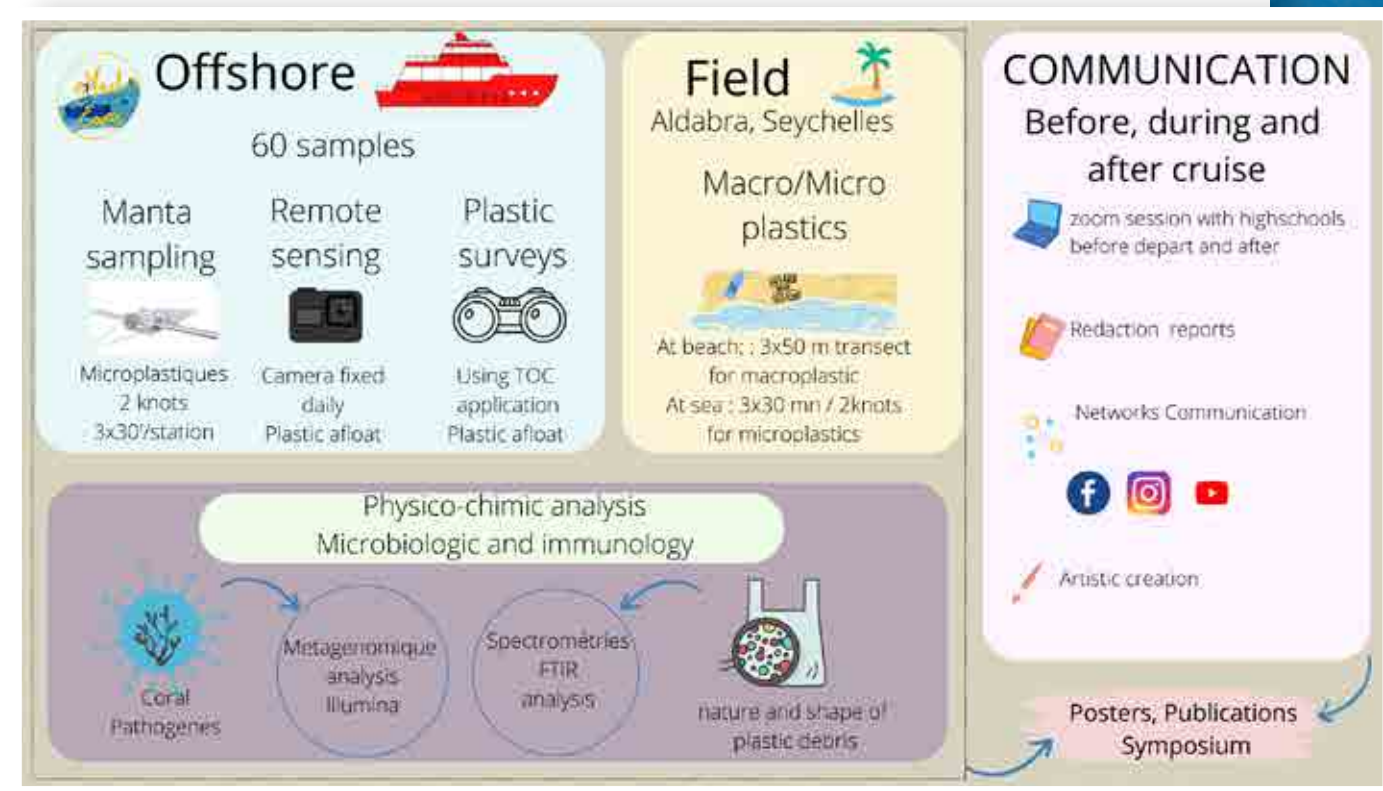 Offshore
60 samples
Manta
sampling
Microplastiques
2 knots
3x30'/station
Remote
sensing
Camera fixed
daily
Plastic afloat
Plastic
surveys
Using TOC
application
Plastic afloat
Field
Aldabra, Seychelles
Macro/Micro
plastics
At beach: : 3x50 m transect
for macroplastic
At sea : 3x30 mn / 2knots
for microplastics
Physico-chimic analysis
Microbiologic and immunology
Coral
Pathogenes
Metagenomique
analysis
Illumina
Spectrométries
FTIR
analysis
nature and shape of
plastic debris
COMMUNICATION
Before, during and
after cruise
zoom session with highschools
before depart and after
Redaction reports
Networks Communication
Artistic creation
Posters, Publications
Symposium